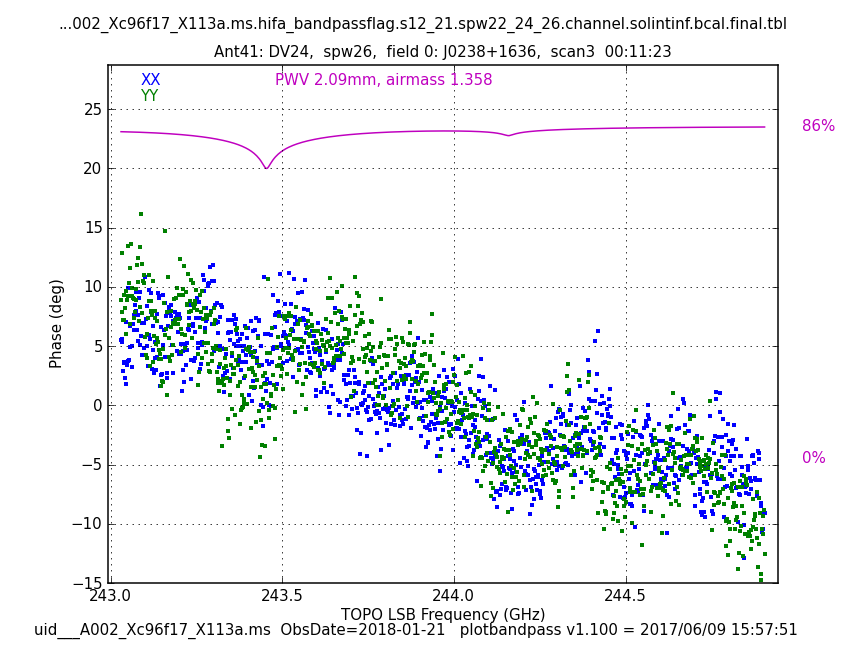 ...002_Xc96f17_X113a.ms.hifa_bandpassflag.s12_21.spw22_24_26.channel.solintinf.bcal.final.tbl
Ant41: DV24, spw26, field 0: J0238+1636, scan3 00:11:23
XX
YY
PWV 2.09mm, airmass 1.358
25
20
15
10
5
0
−5
−10
−15
86%
0%
Phase (deg)
243.0 243.5 244.0 244.5
TOPO LSB Frequency (GHz)
uid___A002_Xc96f17_X113a.ms ObsDate=2018-01-21 plotbandpass v1.100 = 2017/06/09 15:57:51